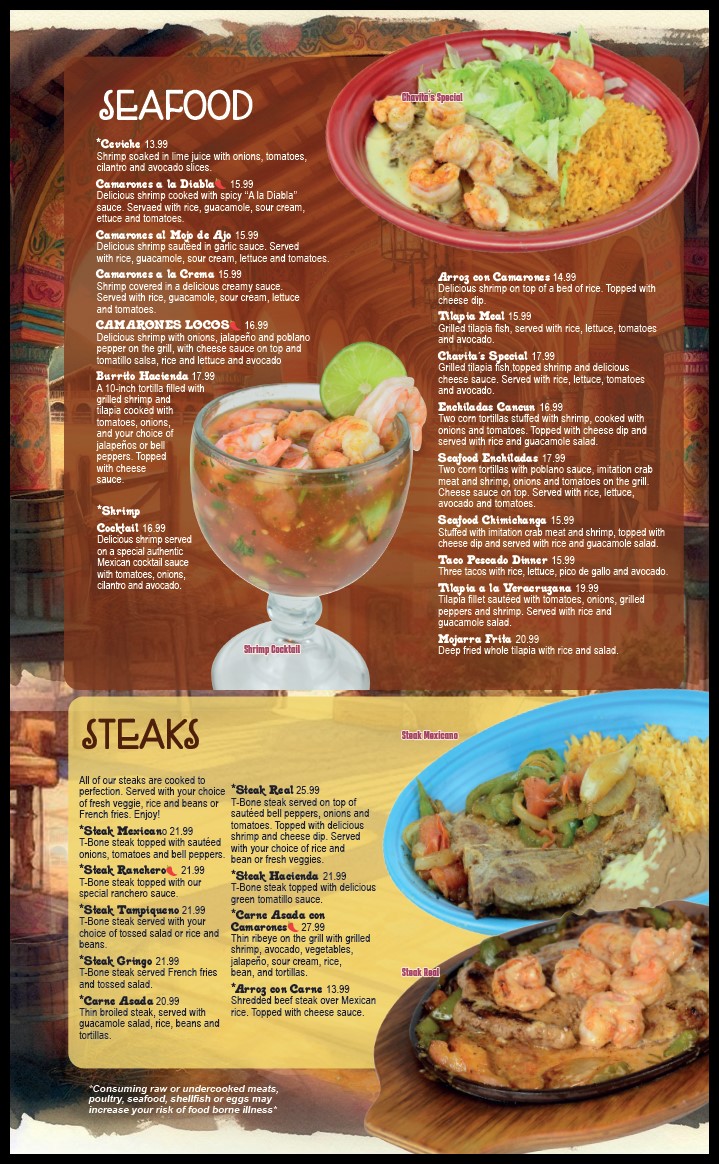 SEAFOOD
*Ceviche 13.99
Shrimp soaked in lime juice with onions, tomatoes,
cilantro and avocado slices.
Camarones a la Diabla 15.99
Delicious shrimp cooked with spicy “A la Diabla”
sauce. Servaed with rice, guacamole, sour cream,
ettuce and tomatoes.
Camarones al Mojo de Ajo 15.99
Delicious shrimp sautéed in garlic sauce. Served
with rice, guacamole, sour cream, lettuce and tomatoes.
Camarones a la Crema 15.99
Shrimp covered in a delicious creamy sauce.
Served with rice, guacamole, sour cream, lettuce
and tomatoes.
CAMARONES LOCOS 16.99
Delicious shrimp with onions, jalapeño and poblano
pepper on the grill, with cheese sauce on top and
tomatillo salsa, rice and lettuce and avocado
Burrito Hacienda 17.99
A 10-inch tortilla filled with
grilled shrimp and
tilapia cooked with
tomatoes, onions,
and your choice of
jalapeños or bell
peppers. Topped
with cheese
sauce.
*Shrimp
Cocktail 16.99
Delicious shrimp served
on a special authentic
Mexican cocktail sauce
with tomatoes, onions,
cilantro and avocado.
Shrimp Cocktail
Chavita's Special
Arroz con Camarones 14.99
Delicious shrimp on top of a bed of rice. Topped with
cheese dip.
Tilapia Meal 15.99
Grilled tilapia fish, served with rice, lettuce, tomatoes
and avocado.
Chavita´s Special 17.99
Grilled tilapia fish,topped shrimp and delicious
cheese sauce. Served with rice, lettuce, tomatoes
and avocado.
Enchiladas Cancun 16.99
Two corn tortillas stuffed with shrimp, cooked with
onions and tomatoes. Topped with cheese dip and
served with rice and guacamole salad.
Seafood Enchiladas 17.99
Two corn tortillas with poblano sauce, imitation crab
meat and shrimp, onions and tomatoes on the grill.
Cheese sauce on top. Served with rice, lettuce,
avocado and tomatoes.
Seafood Chimichanga 15.99
Stuffed with imitation crab meat and shrimp, topped with
cheese dip and served with rice and guacamole salad.
Taco Pescado Dinner 15.99
Three tacos with rice, lettuce, pico de gallo and avocado.
Tilapia a la Veracruzana 19.99
Tilapia fillet sautéed with tomatoes, onions, grilled
peppers and shrimp. Served with rice and
guacamole salad.
Mojarra Frita 20.99
Deep fried whole tilapia with rice and salad.
STEAKS
All of our steaks are cooked to
perfection. Served with your choice
of fresh veggie, rice and beans or
French fries. Enjoy!
*Steak Mexicano 21.99
T-Bone steak topped with sautéed
onions, tomatoes and bell peppers.
*Steak Ranchero 21.99
T-Bone steak topped with our
special ranchero sauce.
*Steak Tampiqueno 21.99
T-Bone steak served with your
choice of tossed salad or rice and
beans.
*Steak Gringo 21.99
T-Bone steak served French fries
and tossed salad.
*Carne Asada 20.99
Thin broiled steak, served with
guacamole salad, rice, beans and
tortillas.
*Steak Real 25.99
T-Bone steak served on top of
sautéed bell peppers, onions and
tomatoes. Topped with delicious
shrimp and cheese dip. Served
with your choice of rice and
bean or fresh veggies.
*Steak Hacienda 21.99
T-Bone steak topped with delicious
green tomatillo sauce.
*Carne Asada con
Camarones 27.99
Thin ribeye on the grill with grilled
shrimp, avocado, vegetables,
jalapeño, sour cream, rice,
bean, and tortillas.
*Arroz con Carne 13.99
Shredded beef steak over Mexican
rice. Topped with cheese sauce.
Steak Mexicano
Steak Real
*Consuming raw or undercooked meats,
poultry, seafood, shellfish or eggs may
increase your risk of food borne illness*